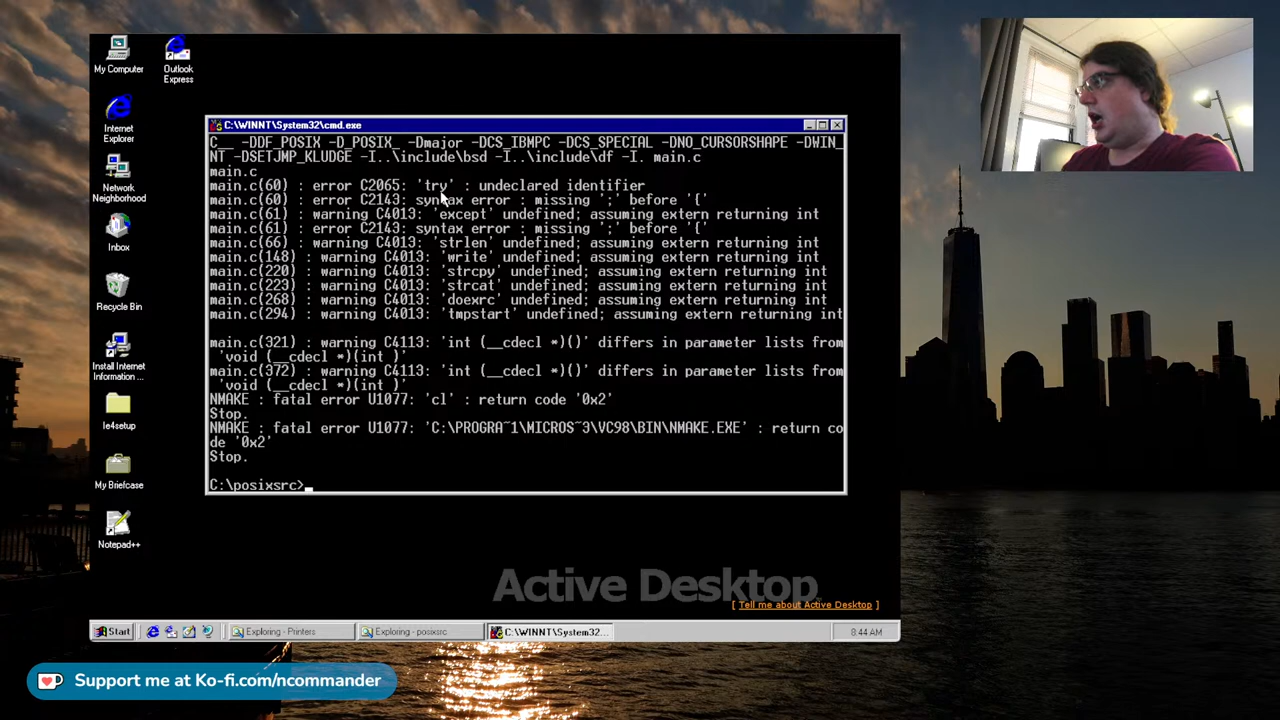 My Computer
Outlook
Express
Internet
Explorer
Network
Neighborhood
Inbox
Recycle Bin
Install Internet
Information ...
ie4setup
My Briefcase
Notepad++
C:\WINNT\System32\cmd.exe
C__ -DDF_POSIX -D_POSIX_ -Dmajor -DCS_IBMPC -DCS_SPECIAL -DNO_CURSORSHAPE -DWIN_
NT -DSETJMP_KLUDGE -I..\include\bsd -I..\include\df -I. main.c
main.c
main.c(60) : error C2065: 'try' : undeclared identifier
main.c(60) : error C2143: syntax error : missing ';' before '{'
main.c(61) : warning C4013: 'except' undefined; assuming extern returning int
main.c(61) : error C2143: syntax error : missing ';' before '{'
main.c(66) : warning C4013: 'strlen' undefined; assuming extern returning int
main.c(148) : warning C4013: 'write' undefined; assuming extern returning int
main.c(220) : warning C4013: 'strcpy' undefined; assuming extern returning int
main.c(223) : warning C4013: 'strcat' undefined; assuming extern returning int
main.c(268) : warning C4013: 'doexrc' undefined; assuming extern returning int
main.c(294) : warning C4013: 'tmpstart' undefined; assuming extern returning int
main.c(321) : warning C4113: 'int (__cdecl *)()' differs in parameter lists from
'void (__cdecl *)(int )'
main.c(372) : warning C4113: 'int (__cdecl *)()' differs in parameter lists from
'void (__cdecl *)(int )'
NMAKE : fatal error U1077: 'cl' : return code '0x2'
Stop.
NMAKE : fatal error U1077: 'C:\PROGRA~1\MICROS~3\VC98\BIN\NMAKE.EXE' : return co
de '0x2'
Stop.
C:\posixsrc>_
Active Desktop
[ Tell me about Active Desktop ]
Start
Exploring - Printers
Exploring - posixsrc
C:\WINNT\System32...
8:44 AM
Support me at Ko-fi.com/ncommander